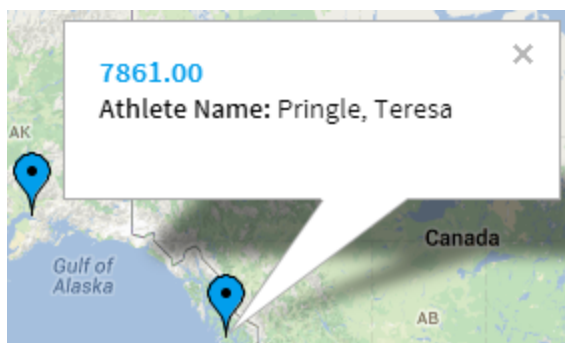 7861.00
×
Athlete Name: Pringle, Teresa
AK
Canada
Gulf of
Alaska
AB